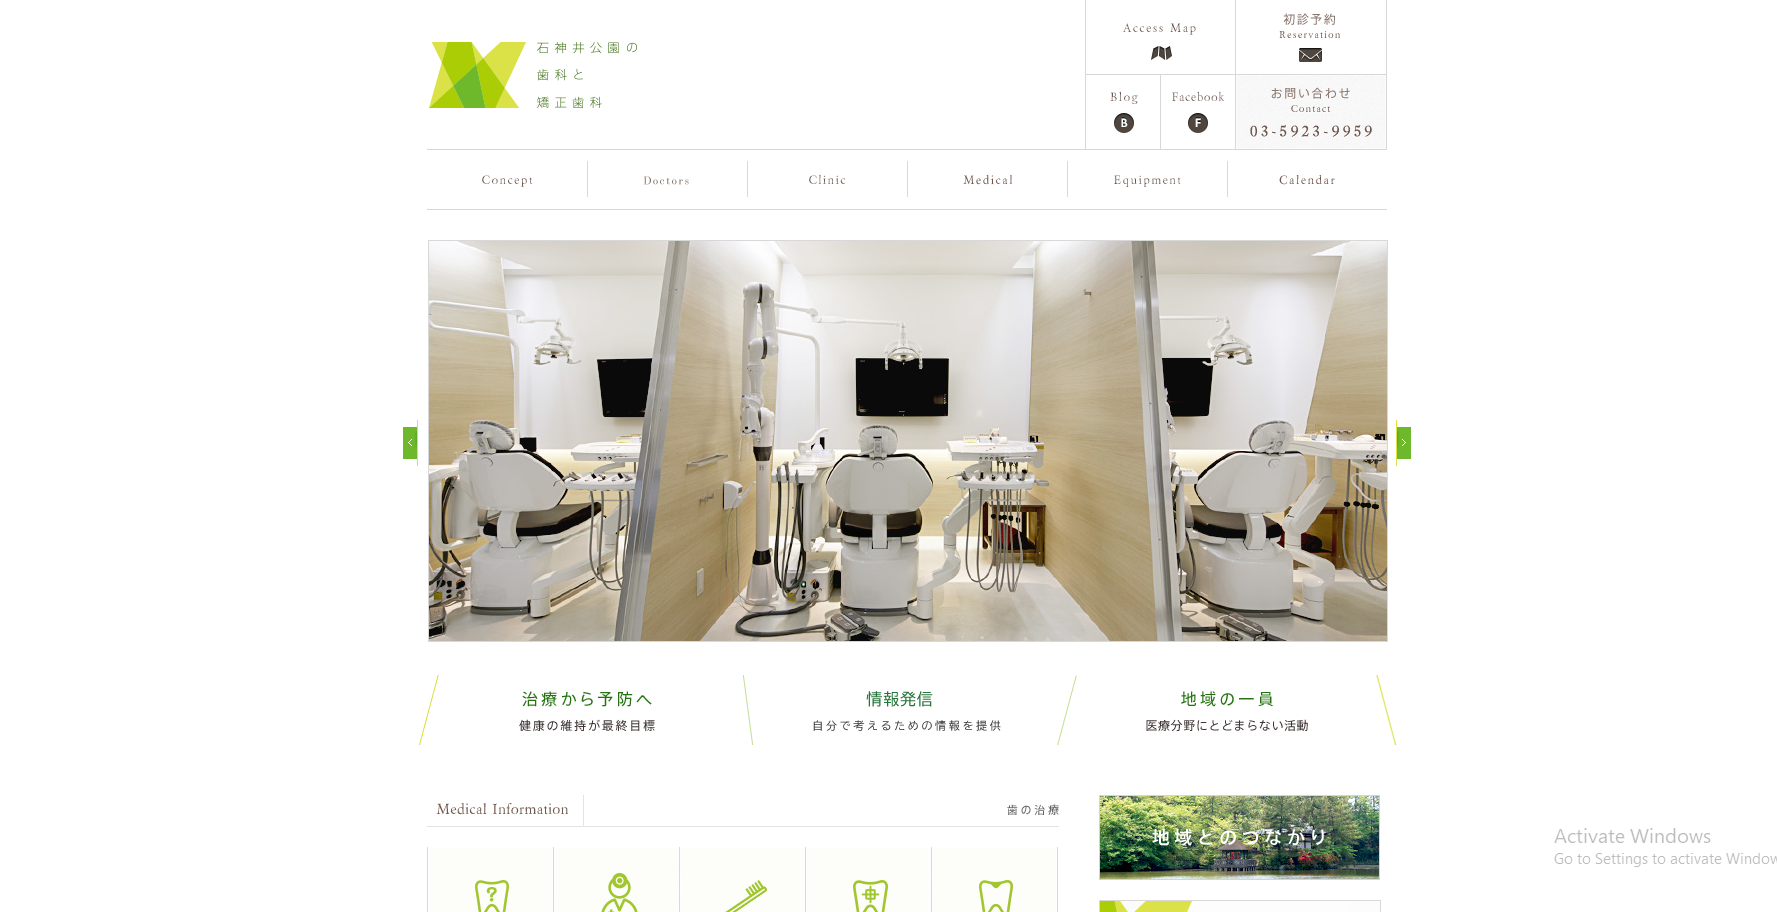 石神井公園の
歯科と
矯正歯科
Access Map
初診予約
Reservation
Blog
B
Facebook
F
お問い合わせ
Contact
03-5923-9959
Concept
Doctors
Clinic
Medical
Equipment
Calendar
治療から予防へ
健康の維持が最終目標
情報発信
自分で考えるための情報を提供
地域の一員
医療分野にとどまらない活動
Medical Information
歯の治療
地域とのつながり
Activate Windows
Go to Settings to activate Window